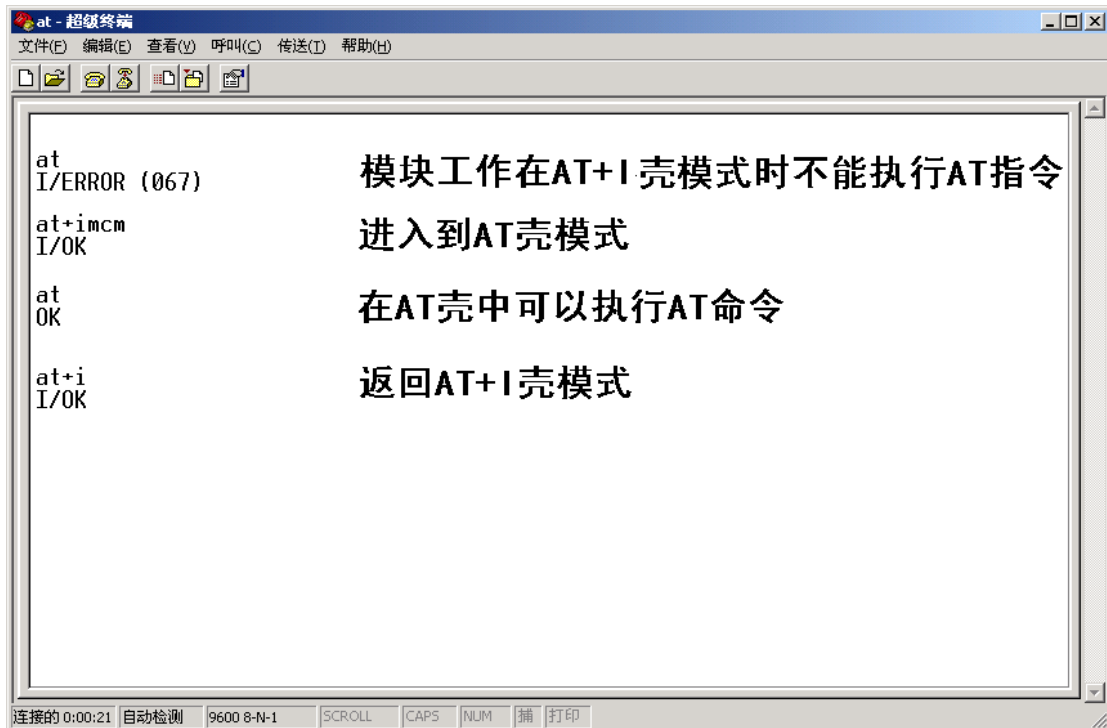 at - 超级终端
文件(F) 编辑(E) 查看(V) 呼叫(C) 传送(T) 帮助(H)
at 模块工作在AT+I壳模式时不能执行AT指令
I/ERROR (067)
at+imcm 进入到AT壳模式
I/OK
at 在AT壳中可以执行AT命令
OK
at+i 返回AT+I壳模式
I/OK
连接的 0:00:21 自动检测 9600 8-N-1 SCROLL CAPS NUM 捕 打印